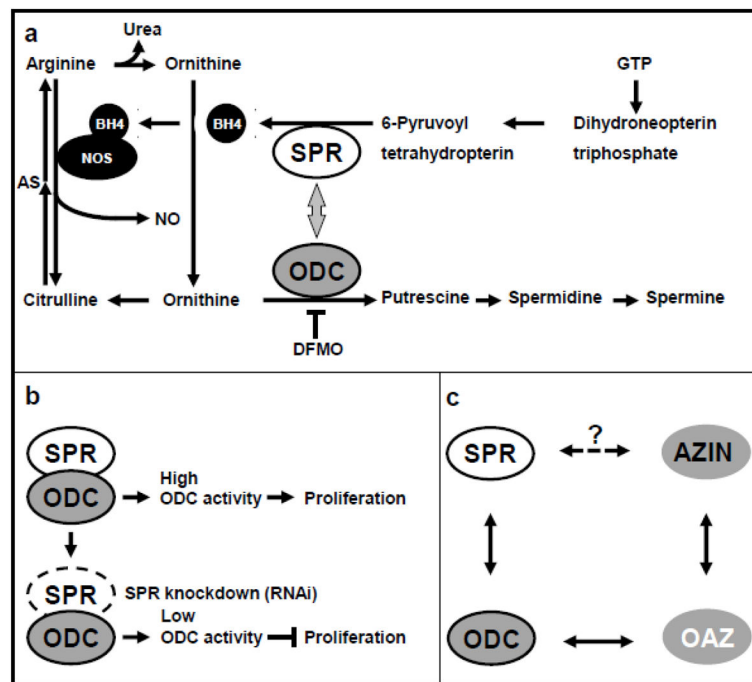 a
Urea
Arginine
Ornithine
GTP
BH4
BH4
6-Pyruvoyl
tetrahydropterin
Dihydroneopterin
triphosphate
NOS
SPR
AS
NO
ODC
Citrulline
Ornithine
Putrescine
Spermidine
Spermine
DFMO
b
SPR
ODC
High
ODC activity
Proliferation
SPR
SPR knockdown (RNAi)
ODC
Low
ODC activity
Proliferation
c
SPR
?
AZIN
ODC
OAZ